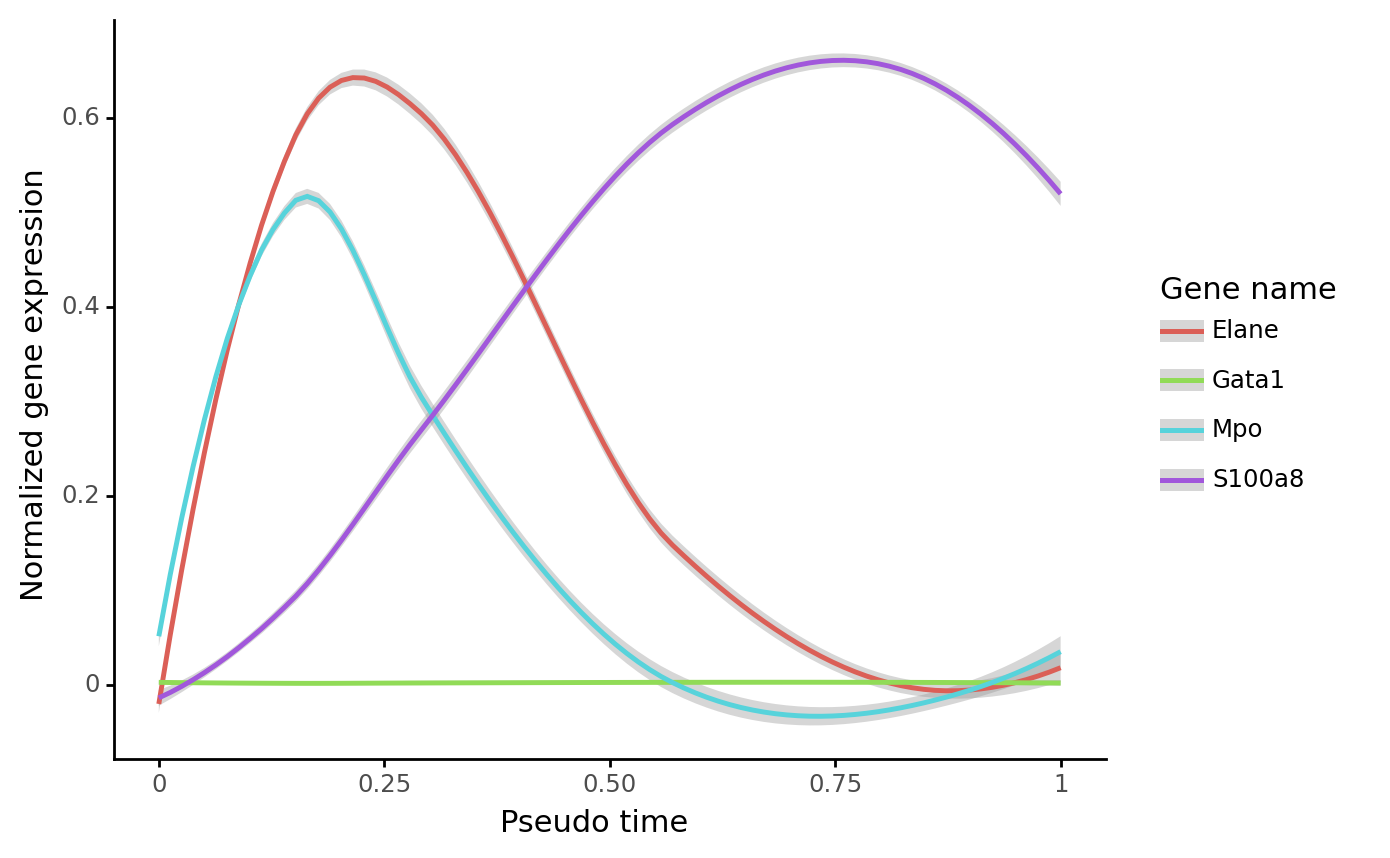 Normalized gene expression
0.6
0.4
0.2
0
0
0.25
0.50
0.75
1
Pseudo time
Gene name
Elane
Gata1
Mpo
S100a8